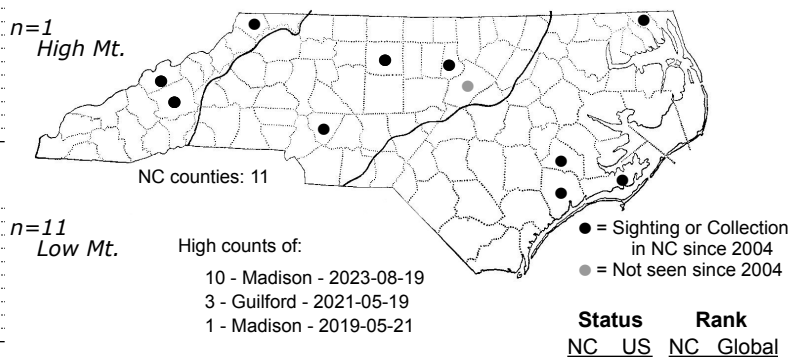 n=1
High Mt.
NC counties: 11
n=11
Low Mt.
High counts of:
10 - Madison - 2023-08-19
3 - Guilford - 2021-05-19
1 - Madison - 2019-05-21
● = Sighting or Collection
in NC since 2004
● = Not seen since 2004
Status Rank
NC US NC Global